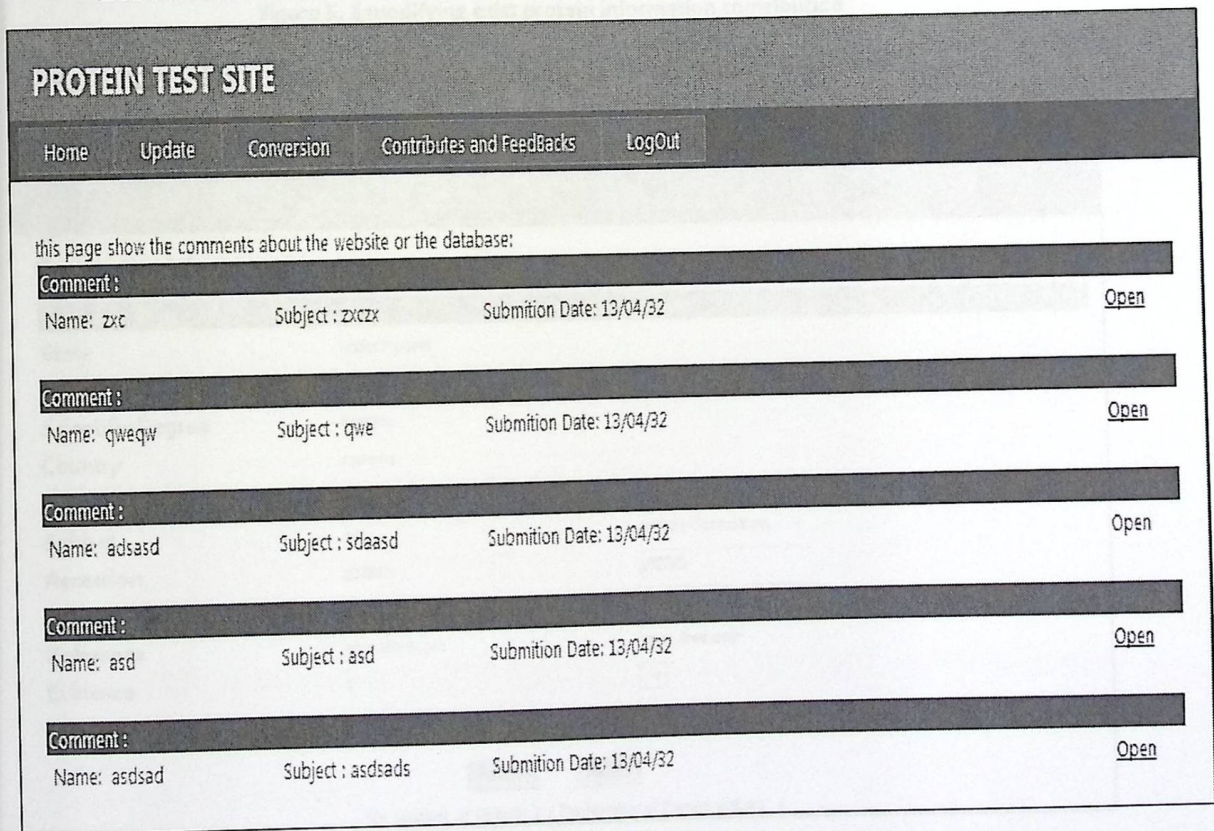 PROTEIN TEST SITE
Home Update Conversion Contributes and FeedBacks LogOut
this page show the comments about the website or the database:
Comment :
Name: zxc Subject : zxczx Submition Date: 13/04/32 Open
Comment :
Name: qweqw Subject : qwe Submition Date: 13/04/32 Open
Comment :
Name: adsasd Subject : sdaasd Submition Date: 13/04/32 Open
Comment :
Name: asd Subject : asd Submition Date: 13/04/32 Open
Comment :
Name: asdsad Subject : asdsads Submition Date: 13/04/32 Open